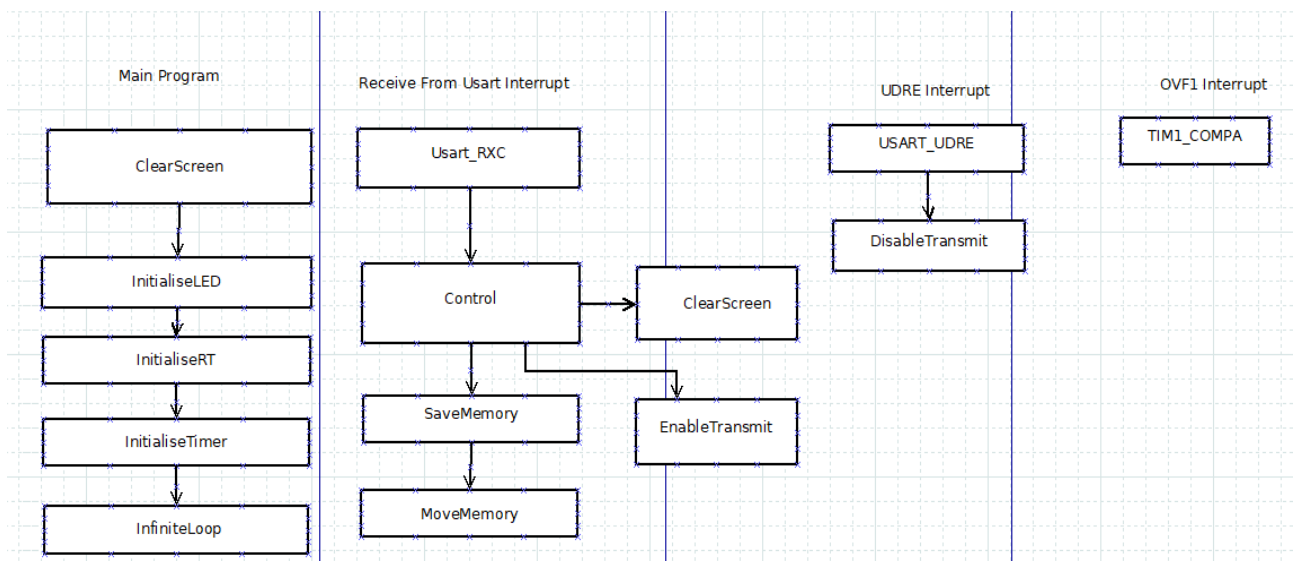 Main Program
ClearScreen
InitialiseLED
InitialiseRT
InitialiseTimer
InfiniteLoop
Receive From Usart Interrupt
Usart_RXC
Control
ClearScreen
SaveMemory
EnableTransmit
MoveMemory
UDRE Interrupt
USART_UDRE
DisableTransmit
OVF1 Interrupt
TIM1_COMPA